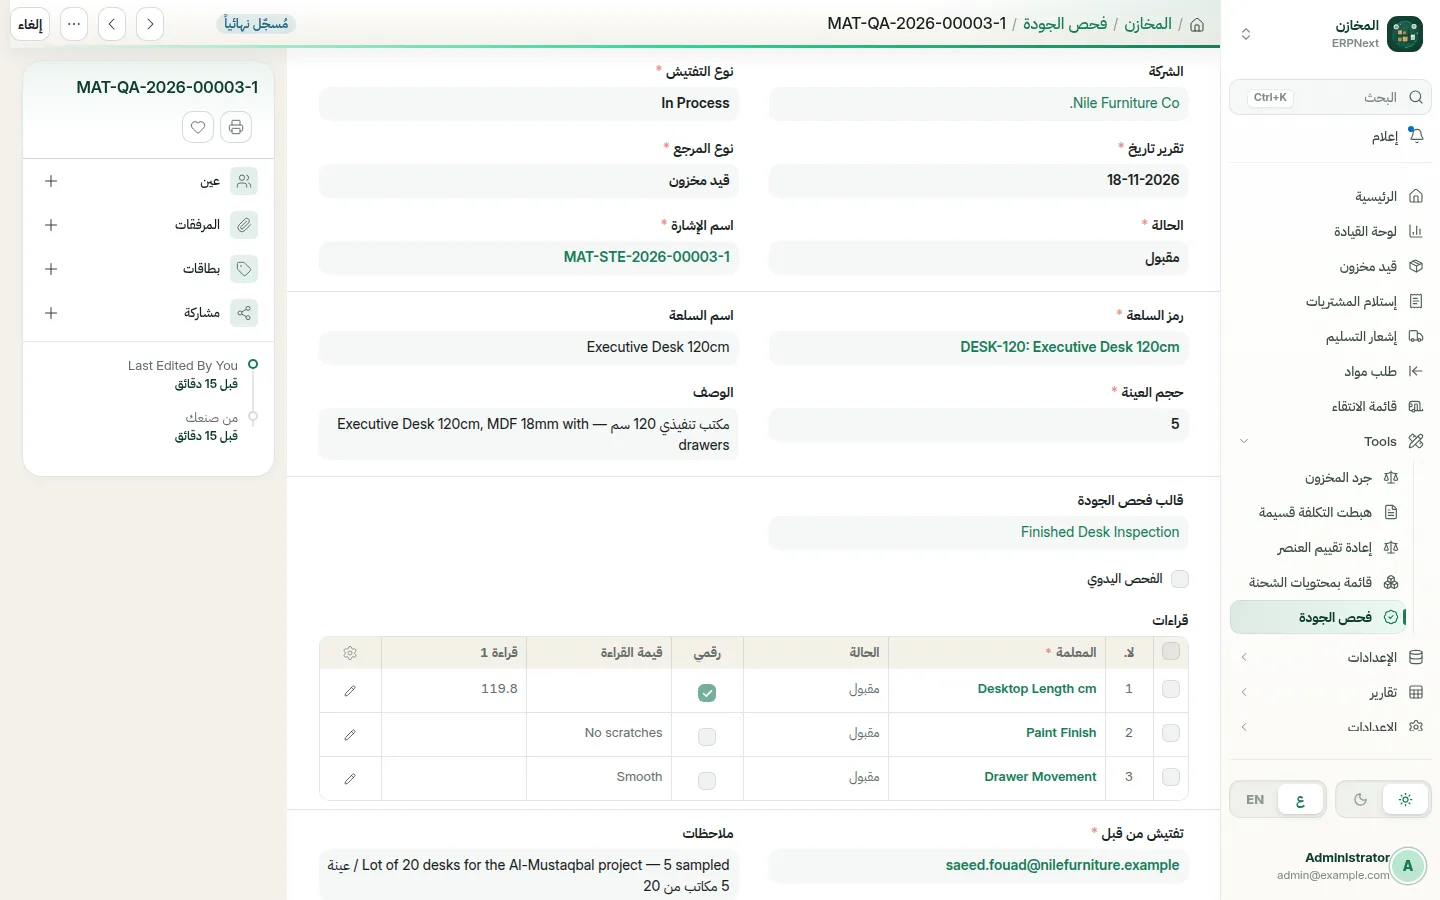 المخازن
ERPNext
البحث
Ctrl+K
إعلام
الرئيسية
لوحة القيادة
قيد مخزون
إستلام المشتريات
إشعار التسليم
طلب مواد
قائمة الانتقاء
Tools
جرد المخزون
هبطت التكلفة قسيمة
إعادة تقييم العنصر
قائمة بمحتويات الشحنة
فحص الجودة
الإعدادات
تقارير
الاعدادات
EN
ع
Administrator
admin@example.com
A
المخازن / فحص الجودة / MAT-QA-2026-00003-1
مُسجّل نهائياً
إلغاء
الشركة
Nile Furniture Co.
نوع التفتيش *
In Process
تقرير تاريخ *
18-11-2026
نوع المرجع *
قيد مخزون
الحالة *
مقبول
اسم الإشارة *
MAT-STE-2026-00003-1
رمز السلعة *
DESK-120: Executive Desk 120cm
اسم السلعة
Executive Desk 120cm
حجم العينة *
5
الوصف
مكتب تنفيذي 120 سم — Executive Desk 120cm, MDF 18mm with
drawers
قالب فحص الجودة
Finished Desk Inspection
الفحص اليدوي
قراءات
لا. المعلمة * الحالة رقمي قيمة القراءة قراءة 1
1 Desktop Length cm مقبول 119.8
2 Paint Finish مقبول No scratches
3 Drawer Movement مقبول Smooth
تفتيش من قبل *
saeed.fouad@nilefurniture.example
ملاحظات
Lot of 20 desks for the Al-Mustaqbal project — 5 sampled / عينة
5 مكاتب من 20
MAT-QA-2026-00003-1
عين
المرفقات
بطاقات
مشاركة
Last Edited By You
قبل 15 دقائق
من صنعك
قبل 15 دقائق